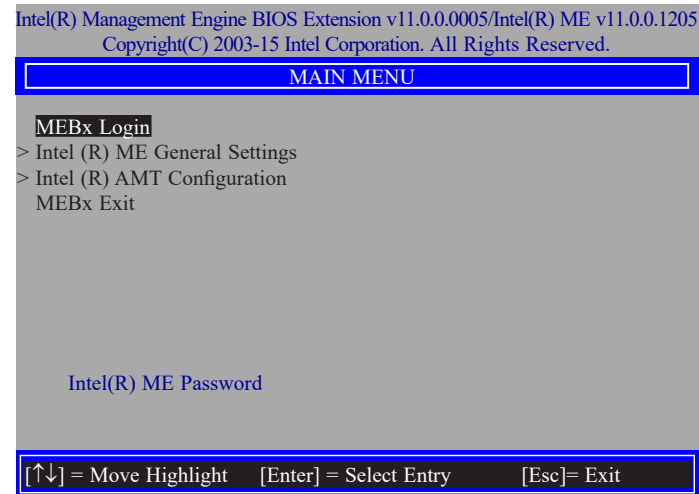 Intel(R) Management Engine BIOS Extension v11.0.0.0005/Intel(R) ME v11.0.0.1205
Copyright(C) 2003-15 Intel Corporation. All Rights Reserved.
MAIN MENU
MEBx Login
> Intel (R) ME General Settings
> Intel (R) AMT Configuration
MEBx Exit
Intel(R) ME Password
[↑↓] = Move Highlight [Enter] = Select Entry [Esc]= Exit